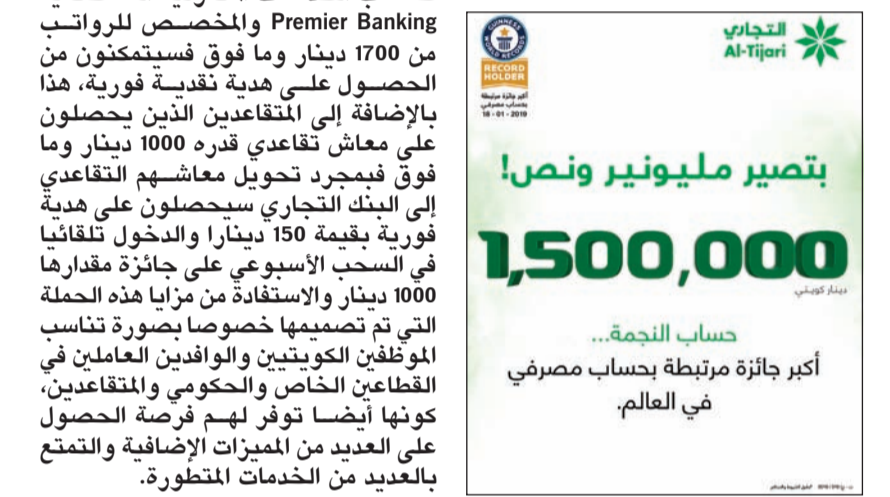 Premier Banking والمخصص للرواتب
من 1700 دينار وما فوق فسيتمكنون من
الحصول على هدية نقدية فورية، هذا
بالإضافة إلى المتقاعدين الذين يحصلون
على معاش تقاعدي قدره 1000 دينار وما
فوق فبمجرد تحويل معاشهم التقاعدي
إلى البنك التجاري سيحصلون على هدية
فورية بقيمة 150 دينارا والدخول تلقائيا
في السحب الأسبوعي على جائزة مقدارها
1000 دينار والاستفادة من مزايا هذه الحملة
التي تم تصميمها خصوصا بصورة تناسب
الموظفين الكويتيين والوافدين العاملين في
القطاعين الخاص والحكومي والمتقاعدين،
كونها أيضا توفر لهم فرصة الحصول
على العديد من المميزات الإضافية والتمتع
بالعديد من الخدمات المتطورة.
التجاري
Al-Tijari
GUINNESS
WORLD RECORDS
RECORD
HOLDER
أكبر جائزة مرتبطة
بحساب مصرفي
18 - 01 - 2019
بتصير مليونير ونص!
1,500,000
دينار كويتي
حساب النجمة...
أكبر جائزة مرتبطة بحساب مصرفي
في العالم.